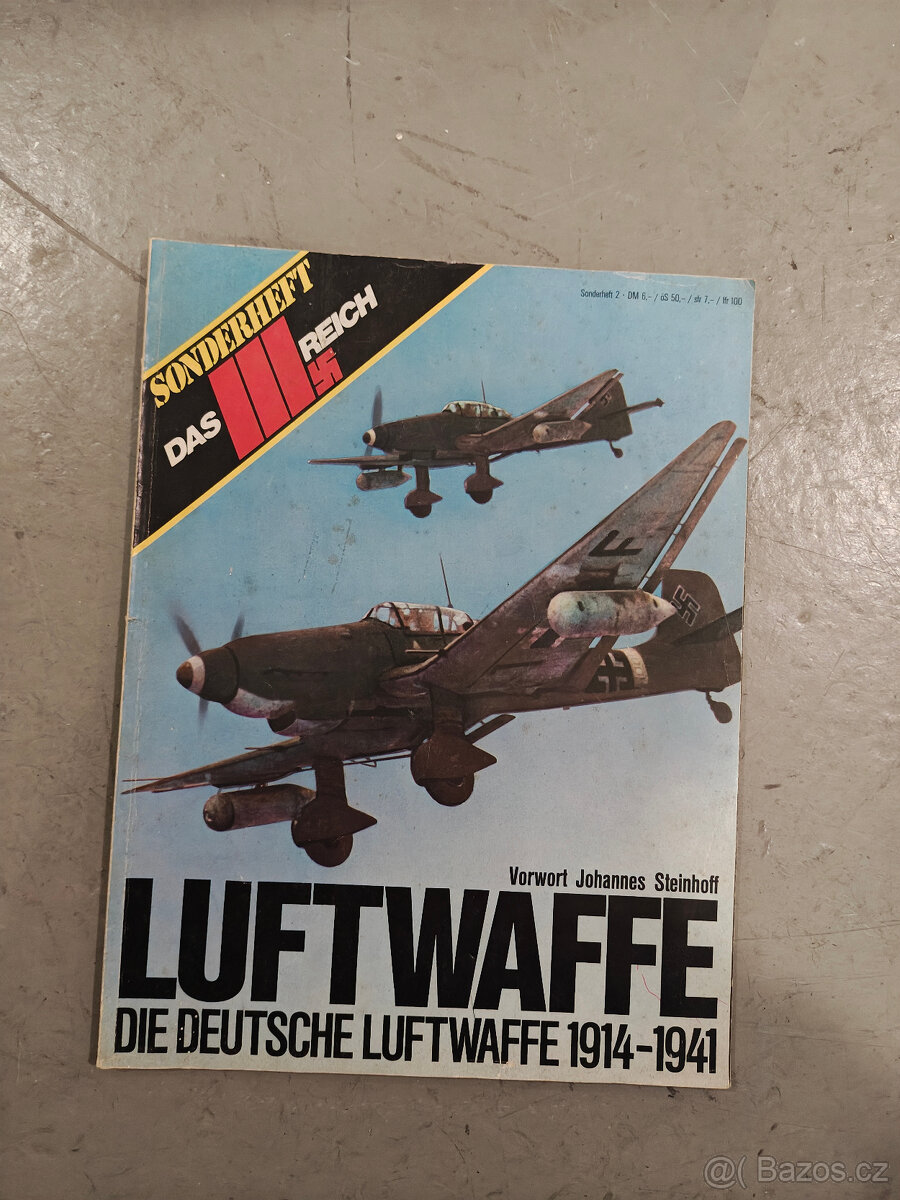 SONDERHEFT
DAS III REICH
Sonderheft 2 · DM 6,- / öS 50,- / sfr 7,- / lfr 100
F
Vorwort Johannes Steinhoff
LUFTWAFFE
DIE DEUTSCHE LUFTWAFFE 1914-1941
@( Bazos.cz